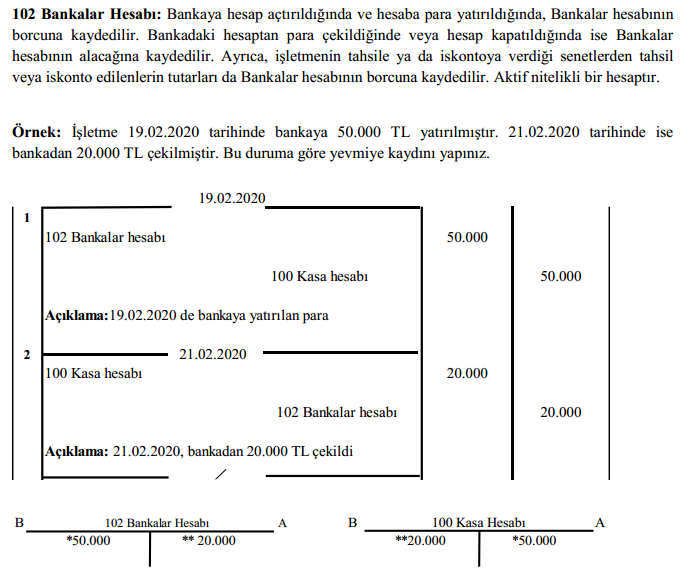 102 Bankalar Hesabı: Bankaya hesap açtırıldığında ve hesaba para yatırıldığında, Bankalar hesabının
borcuna kaydedilir. Bankadaki hesaptan para çekildiğinde veya hesap kapatıldığında ise Bankalar
hesabının alacağına kaydedilir. Ayrıca, işletmenin tahsile ya da iskontoya verdiği senetlerden tahsil
veya iskonto edilenlerin tutarları da Bankalar hesabının borcuna kaydedilir. Aktif nitelikli bir hesaptır.
Örnek: İşletme 19.02.2020 tarihinde bankaya 50.000 TL yatırılmıştır. 21.02.2020 tarihinde ise
bankadan 20.000 TL çekilmiştir. Bu duruma göre yevmiye kaydını yapınız.
19.02.2020
1
102 Bankalar hesabı 50.000
100 Kasa hesabı 50.000
Açıklama:19.02.2020 de bankaya yatırılan para
2 21.02.2020
100 Kasa hesabı 20.000
102 Bankalar hesabı 20.000
Açıklama: 21.02.2020, bankadan 20.000 TL çekildi
B 102 Bankalar Hesabı A B 100 Kasa Hesabı A
*50.000 ** 20.000 **20.000 *50.000